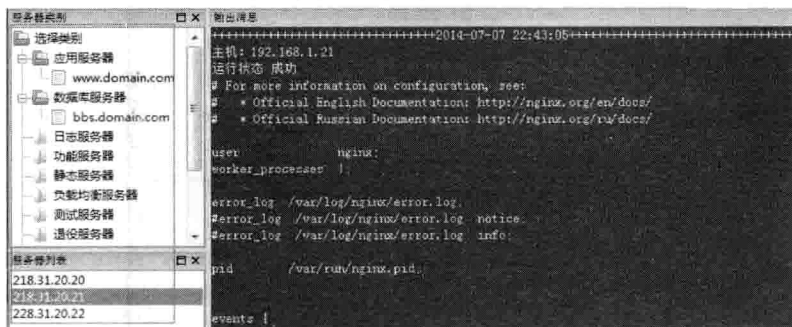 服务器类别
选择类别
应用服务器
www.domain.com
数据库服务器
bbs.domain.com
日志服务器
功能服务器
静态服务器
负载均衡服务器
测试服务器
退役服务器
服务器列表
218.31.20.20
218.31.20.21
228.31.20.22
输出消息
++++++++++++++++++++++++++++++2014-07-07 22:43:05++++++++++++++++++++++++++++++
主机: 192.168.1.21
运行状态 成功
# For more information on configuration, see:
#   * Official English Documentation: http://nginx.org/en/docs/
#   * Official Russian Documentation: http://nginx.org/ru/docs/
user              nginx;
worker_processes  1;
error_log  /var/log/nginx/error.log;
#error_log  /var/log/nginx/error.log  notice;
#error_log  /var/log/nginx/error.log  info;
pid        /var/run/nginx.pid;
events {